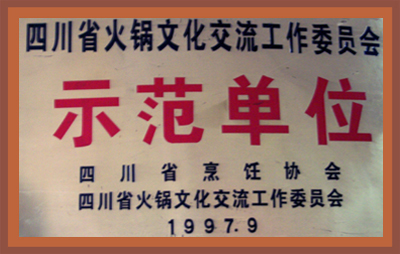 四川省火锅文化交流工作委员会
示范单位
四川省烹饪协会
四川省火锅文化交流工作委员会
1997.9